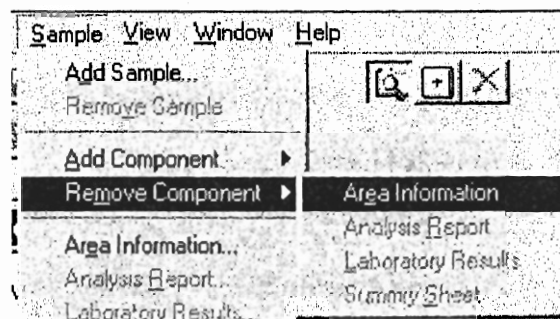 Sample View Window Help
Add Sample...
Remove Sample
Add Component
Remove Component
Area Information...
Analysis Report...
Laboratory Results...
Area Information
Analysis Report
Laboratory Results
Summry Sheet